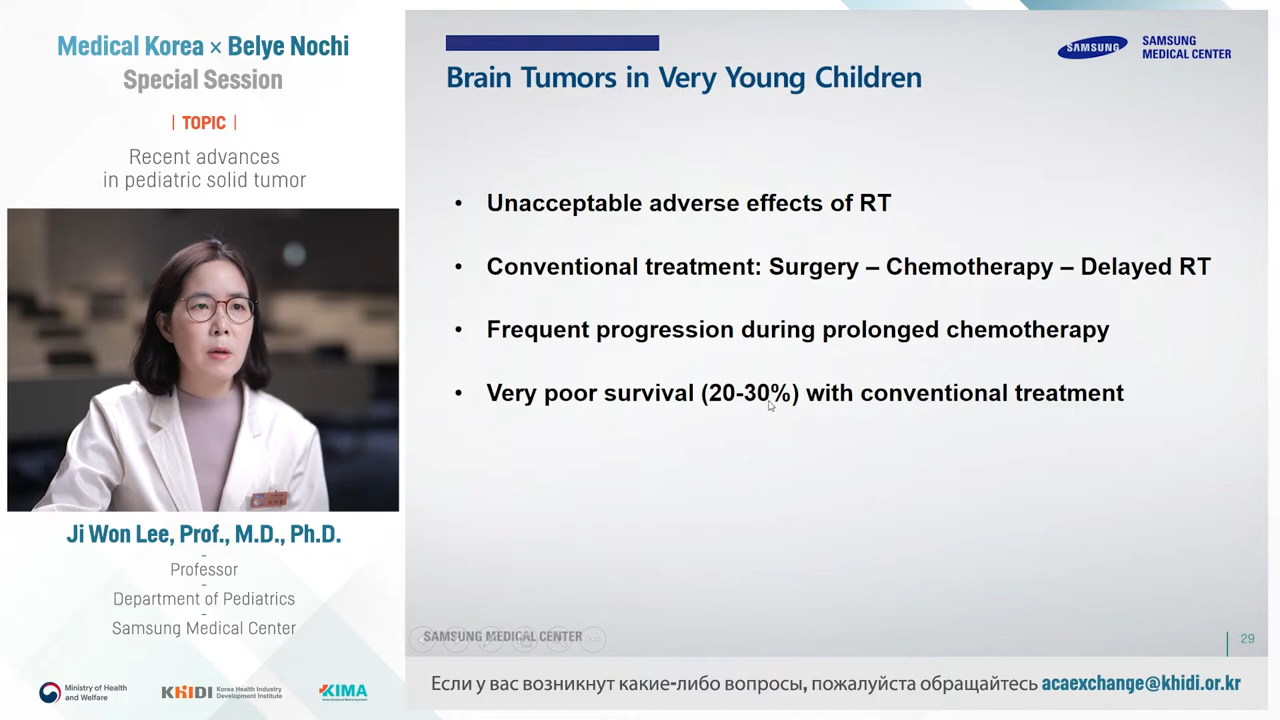 Medical Korea × Belye Nochi
Special Session
| TOPIC |
Recent advances
in pediatric solid tumor
Ji Won Lee, Prof., M.D., Ph.D.
-
Professor
-
Department of Pediatrics
-
Samsung Medical Center
Ministry of Health
and Welfare
KHIDI Korea Health Industry
Development Institute
KIMA
SAMSUNG
SAMSUNG
MEDICAL CENTER
Brain Tumors in Very Young Children
• Unacceptable adverse effects of RT
• Conventional treatment: Surgery – Chemotherapy – Delayed RT
• Frequent progression during prolonged chemotherapy
• Very poor survival (20-30%) with conventional treatment
SAMSUNG MEDICAL CENTER
29
Если у вас возникнут какие-либо вопросы, пожалуйста обращайтесь acaexchange@khidi.or.kr